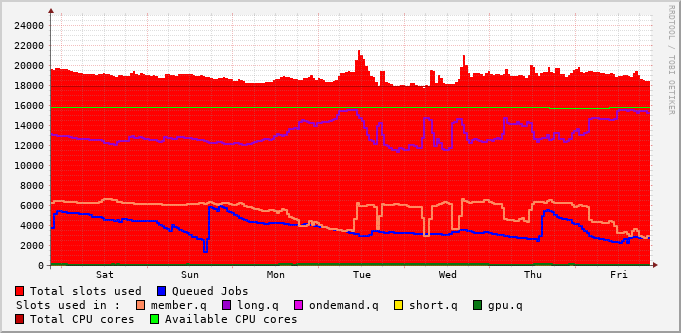 24000
22000
20000
18000
16000
14000
12000
10000
8000
6000
4000
2000
0
Sat Sun Mon Tue Wed Thu Fri
Total slots used Queued Jobs
Slots used in : member.q long.q ondemand.q short.q gpu.q
Total CPU cores Available CPU cores
RRDTOOL / TOBI OETIKER